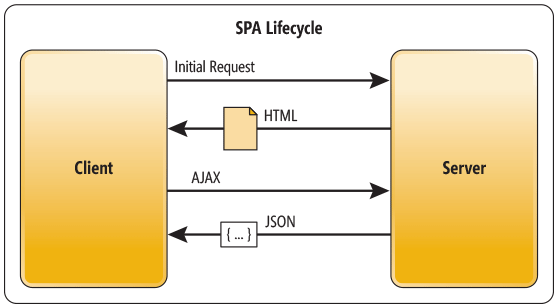 SPA Lifecycle
Initial Request
HTML
Client
Server
AJAX
JSON
{ ... }